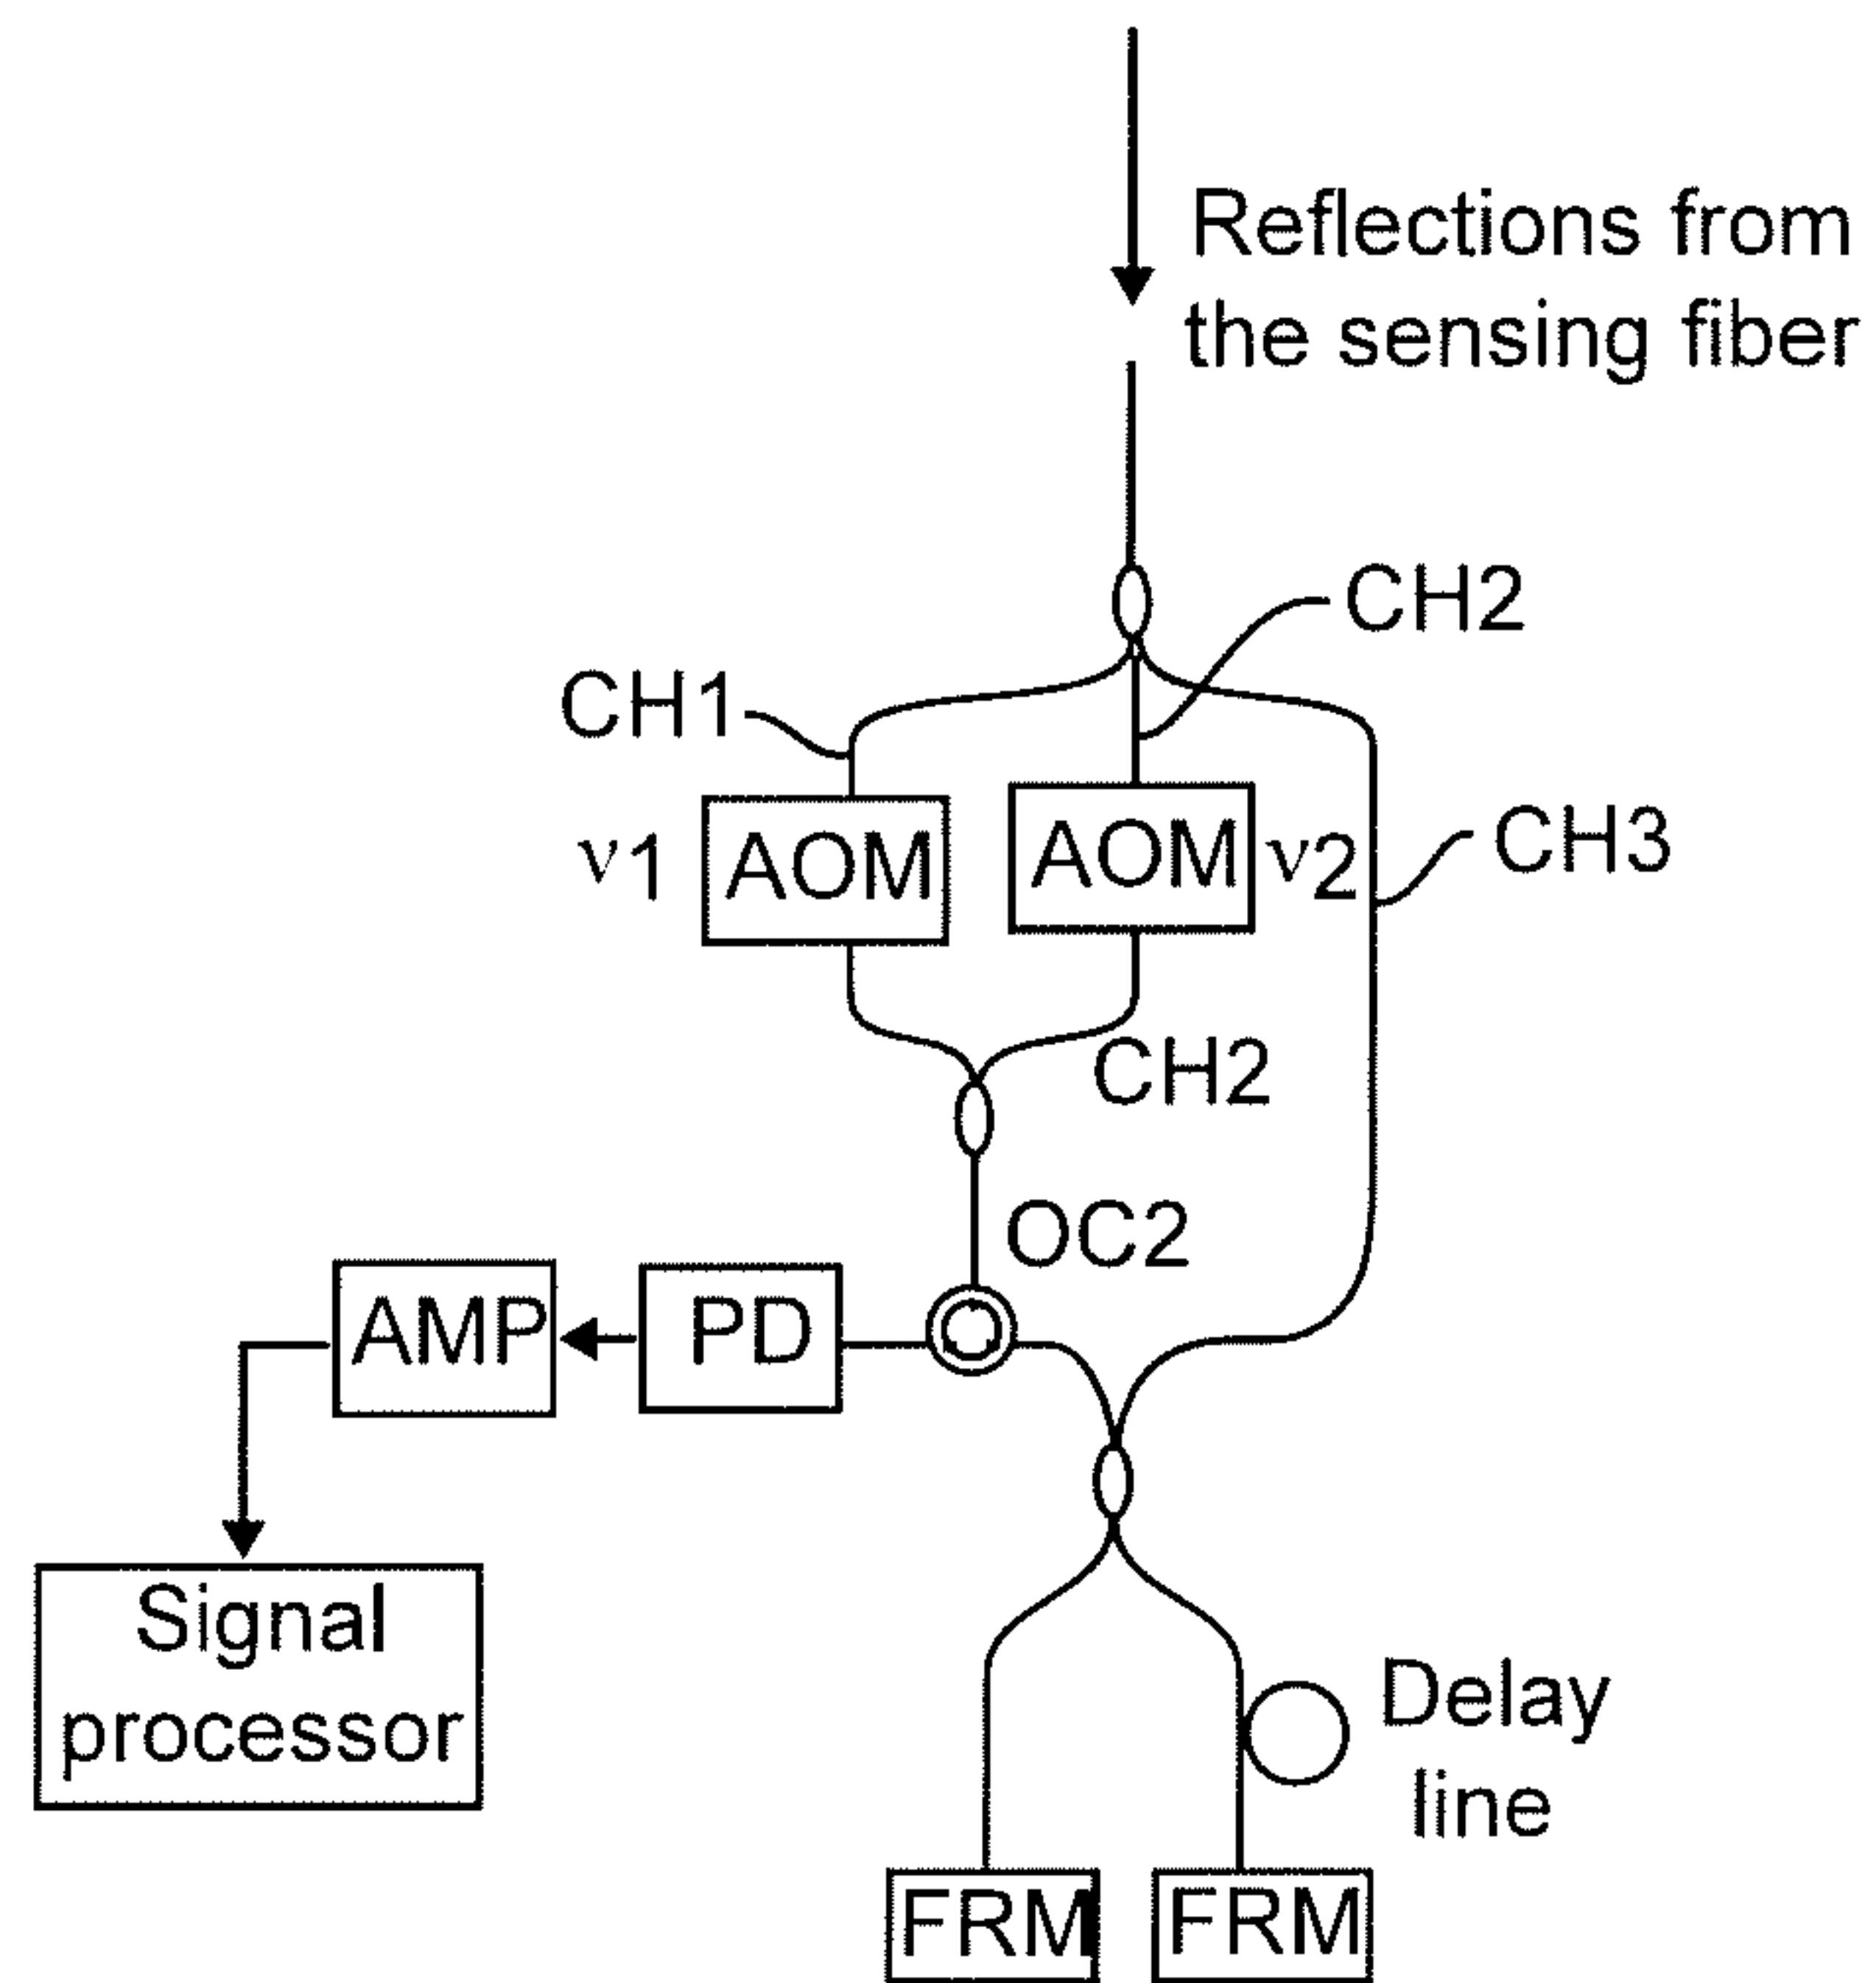 Reflections from
the sensing fiber
CH2
CH1
CH3
ν1
AOM
AOM
ν2
CH2
OC2
AMP
PD
Signal
processor
Delay
line
FRM
FRM